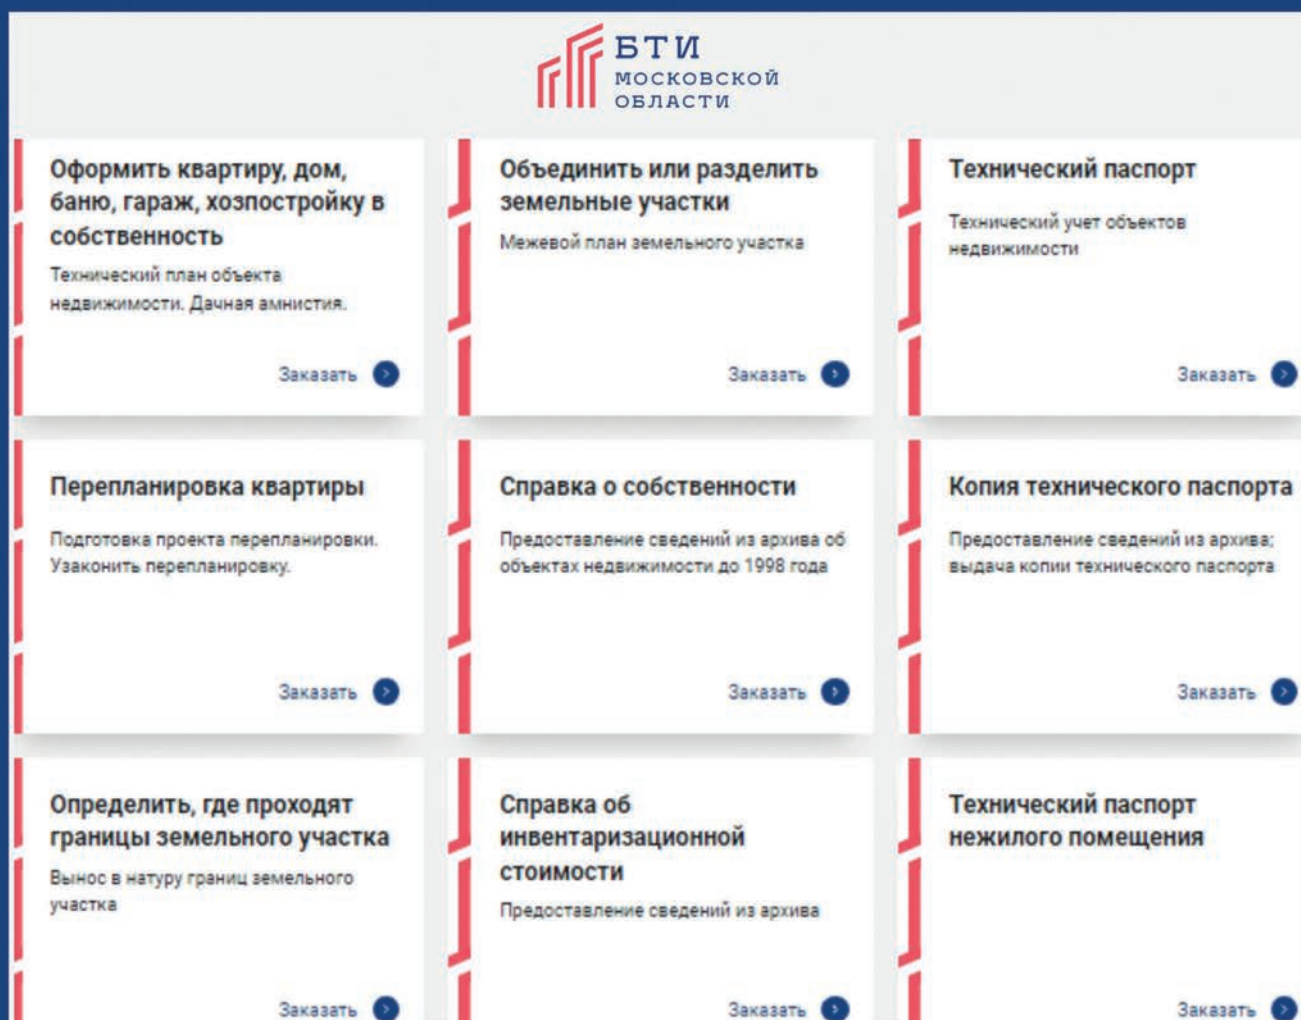 БТИ
МОСКОВСКОЙ
ОБЛАСТИ
Оформить квартиру, дом,
баню, гараж, хозпостройку в
собственность
Технический план объекта
недвижимости. Дачная амнистия.
Заказать
Объединить или разделить
земельные участки
Межевой план земельного участка
Заказать
Технический паспорт
Технический учет объектов
недвижимости
Заказать
Перепланировка квартиры
Подготовка проекта перепланировки.
Узаконить перепланировку.
Заказать
Справка о собственности
Предоставление сведений из архива об
объектах недвижимости до 1998 года
Заказать
Копия технического паспорта
Предоставление сведений из архива;
выдача копии технического паспорта
Заказать
Определить, где проходят
границы земельного участка
Вынос в натуру границ земельного
участка
Заказать
Справка об
инвентаризационной
стоимости
Предоставление сведений из архива
Заказать
Технический паспорт
нежилого помещения
Заказать